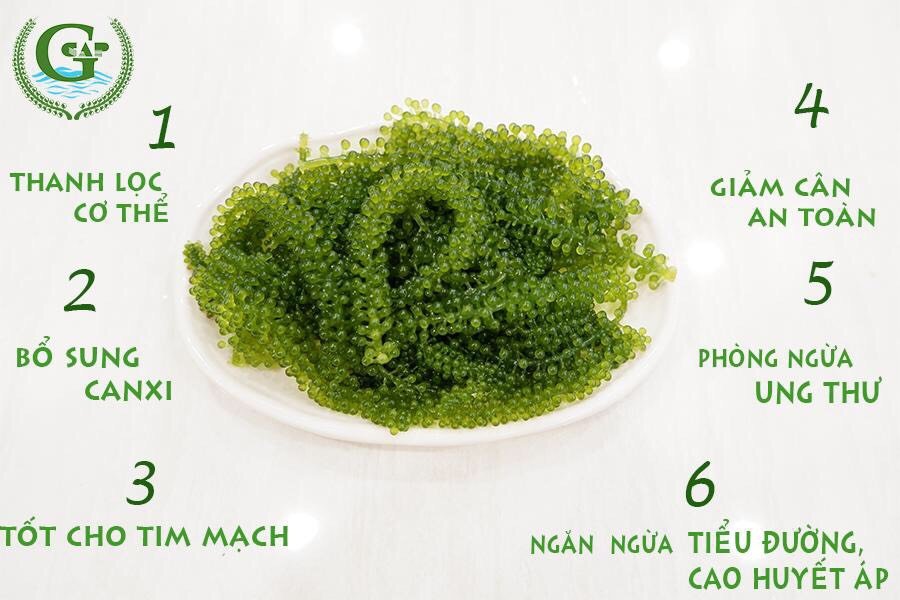 G SAP
1
THANH LỌC
CƠ THỂ
2
BỔ SUNG
CANXI
3
TỐT CHO TIM MẠCH
4
GIẢM CÂN
AN TOÀN
5
PHÒNG NGỪA
UNG THƯ
6
NGĂN NGỪA TIỂU ĐƯỜNG,
CAO HUYẾT ÁP